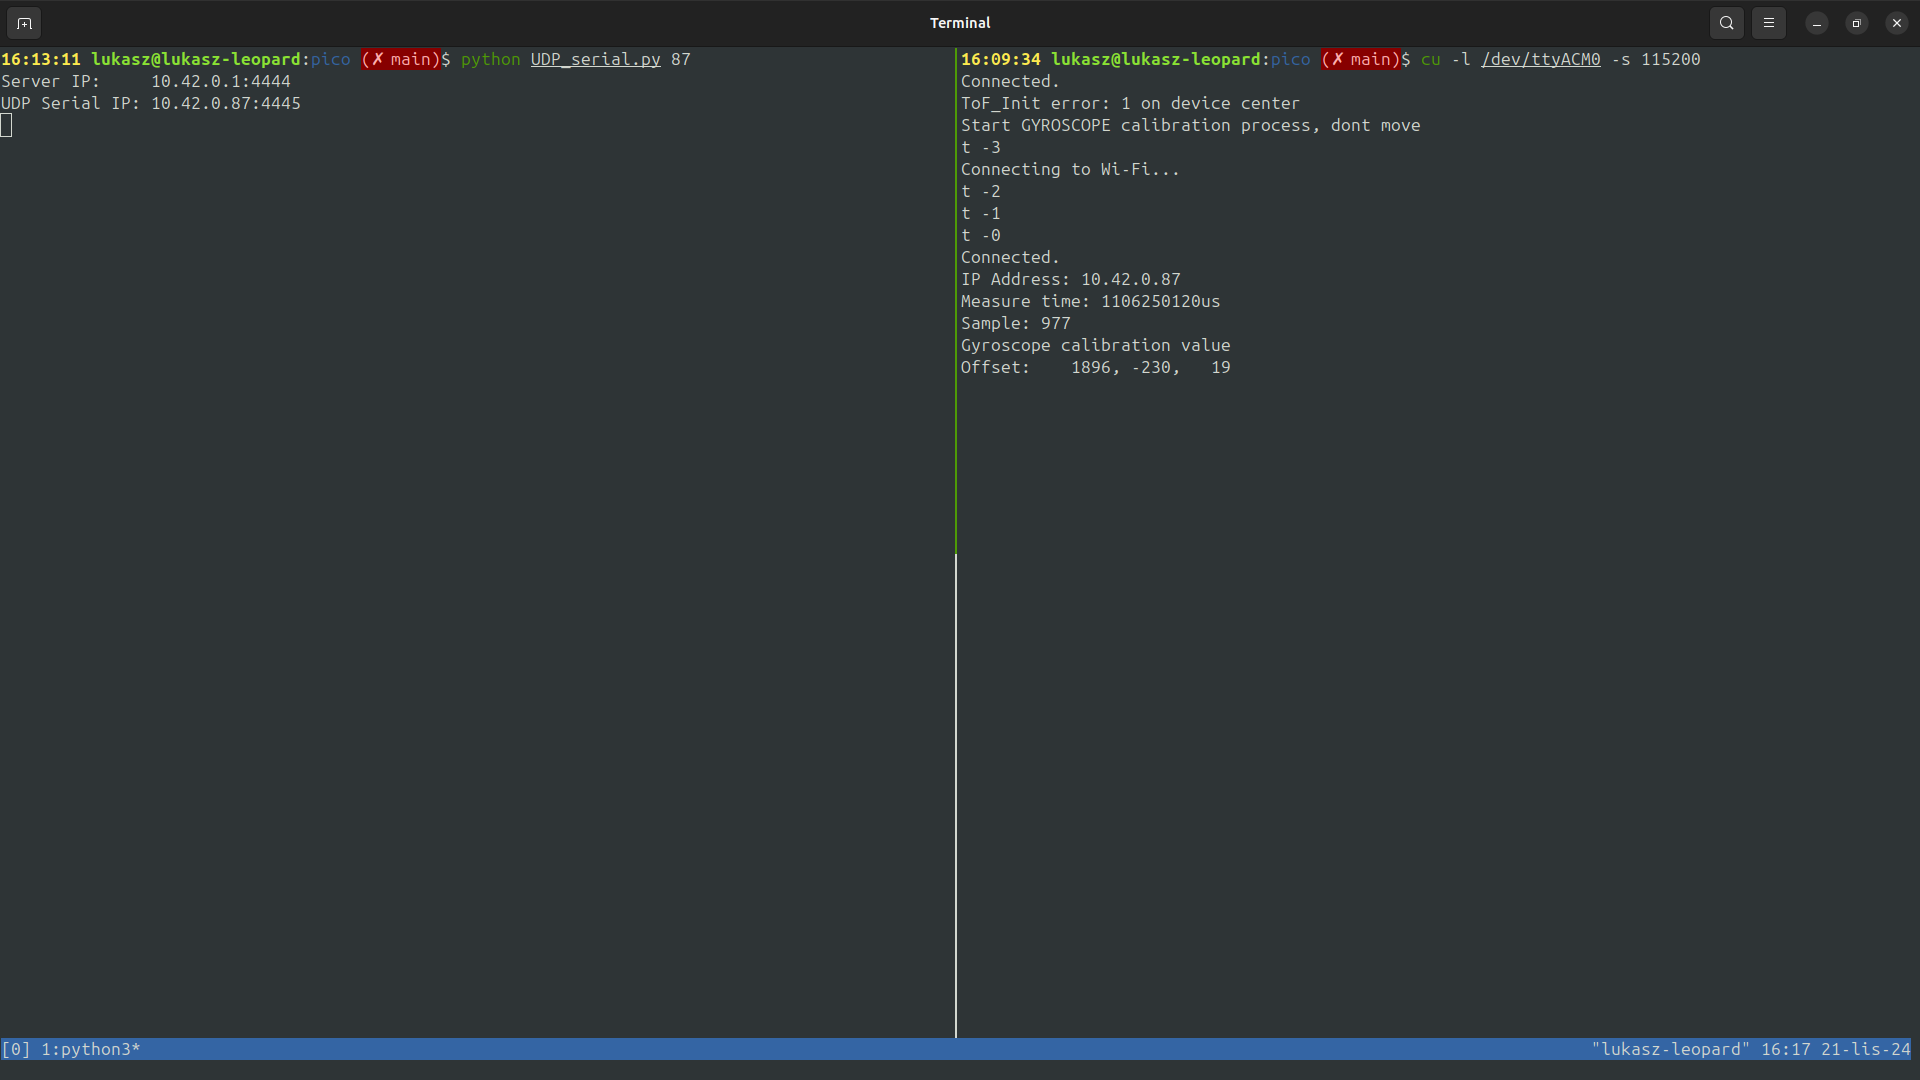 Terminal
16:13:11 lukasz@lukasz-leopard:pico (✗ main)$ python UDP_serial.py 87
Server IP:     10.42.0.1:4444
UDP Serial IP: 10.42.0.87:4445
16:09:34 lukasz@lukasz-leopard:pico (✗ main)$ cu -l /dev/ttyACM0 -s 115200
Connected.
ToF_Init error: 1 on device center
Start GYROSCOPE calibration process, dont move
t -3
Connecting to Wi-Fi...
t -2
t -1
t -0
Connected.
IP Address: 10.42.0.87
Measure time: 1106250120us
Sample: 977
Gyroscope calibration value
Offset:    1896, -230,   19
[0] 1:python3*
"lukasz-leopard" 16:17 21-lis-24